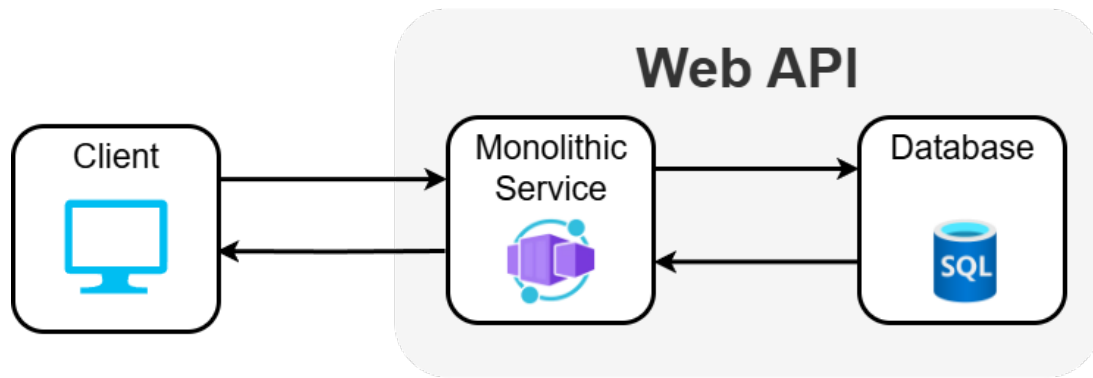 Web API
Client
Monolithic
Service
Database
SQL